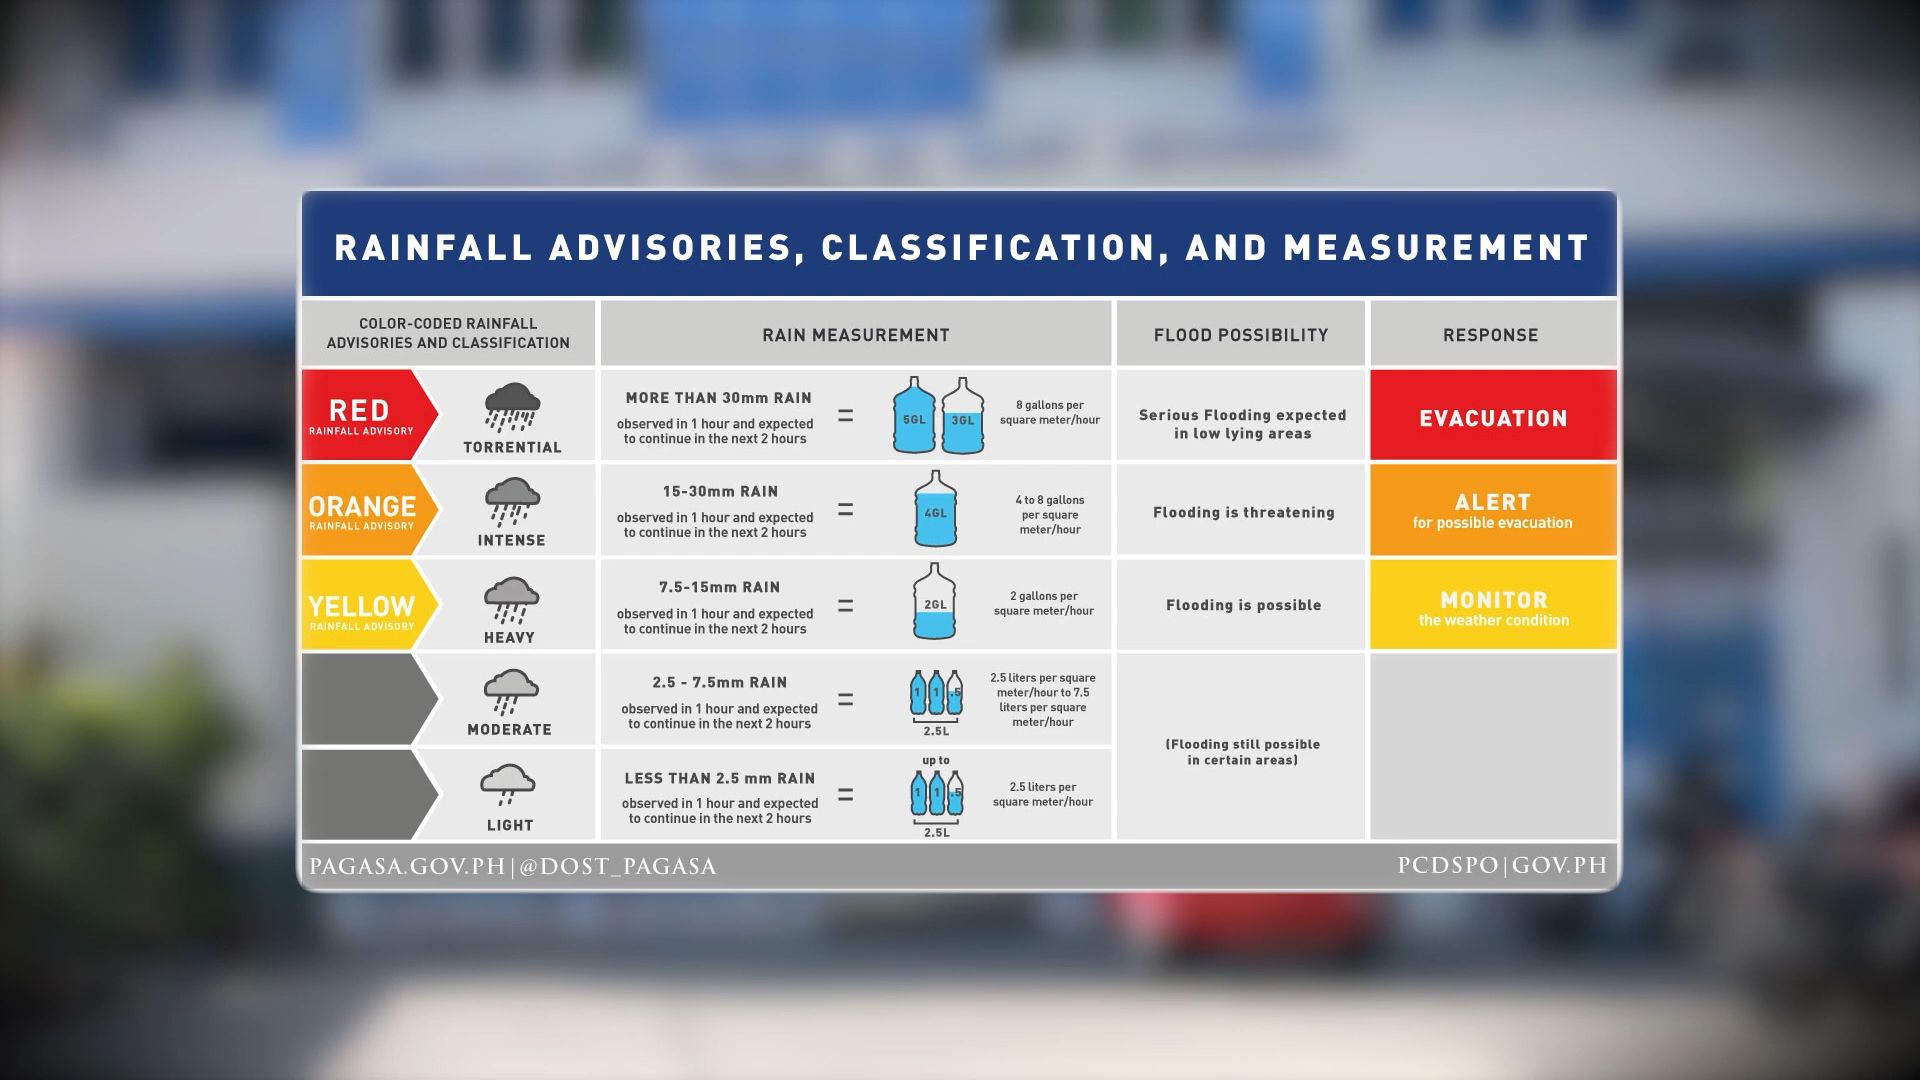 RAINFALL ADVISORIES, CLASSIFICATION, AND MEASUREMENT
COLOR-CODED RAINFALL
ADVISORIES AND CLASSIFICATION
RAIN MEASUREMENT
FLOOD POSSIBILITY
RESPONSE
RED
RAINFALL ADVISORY
TORRENTIAL
MORE THAN 30mm RAIN
observed in 1 hour and expected
to continue in the next 2 hours
=
5GL
3GL
8 gallons per
square meter/hour
Serious Flooding expected
in low lying areas
EVACUATION
ORANGE
RAINFALL ADVISORY
INTENSE
15-30mm RAIN
observed in 1 hour and expected
to continue in the next 2 hours
=
4GL
4 to 8 gallons
per square
meter/hour
Flooding is threatening
ALERT
for possible evacuation
YELLOW
RAINFALL ADVISORY
HEAVY
7.5-15mm RAIN
observed in 1 hour and expected
to continue in the next 2 hours
=
2GL
2 gallons per
square meter/hour
Flooding is possible
MONITOR
the weather condition
MODERATE
2.5 - 7.5mm RAIN
observed in 1 hour and expected
to continue in the next 2 hours
=
1 1 .5
2.5L
2.5 liters per square
meter/hour to 7.5
liters per square
meter/hour
(Flooding still possible
in certain areas)
LIGHT
LESS THAN 2.5 mm RAIN
observed in 1 hour and expected
to continue in the next 2 hours
=
up to
1 1 .5
2.5L
2.5 liters per
square meter/hour
PAGASA.GOV.PH|@DOST_PAGASA
PCDSPO|GOV.PH